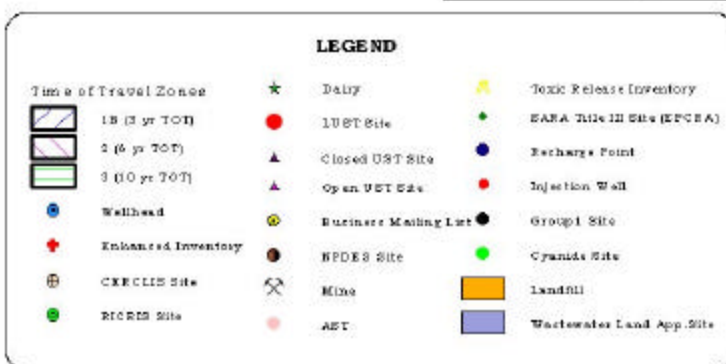 LEGEND
Time of Travel Zones
1B (3 yr TOT)
2 (6 yr TOT)
3 (10 yr TOT)
Wellhead
Enhanced Inventory
CERCLIS Site
RICRIS Site
Dairy
LUST Site
Closed UST Site
Open UST Site
Business Mailing List
NPDES Site
Mine
AST
Toxic Release Inventory
SARA Title III Site (EPCRA)
Recharge Point
Injection Well
Group1 Site
Cyanide Site
Landfill
Wastewater Land App. Site